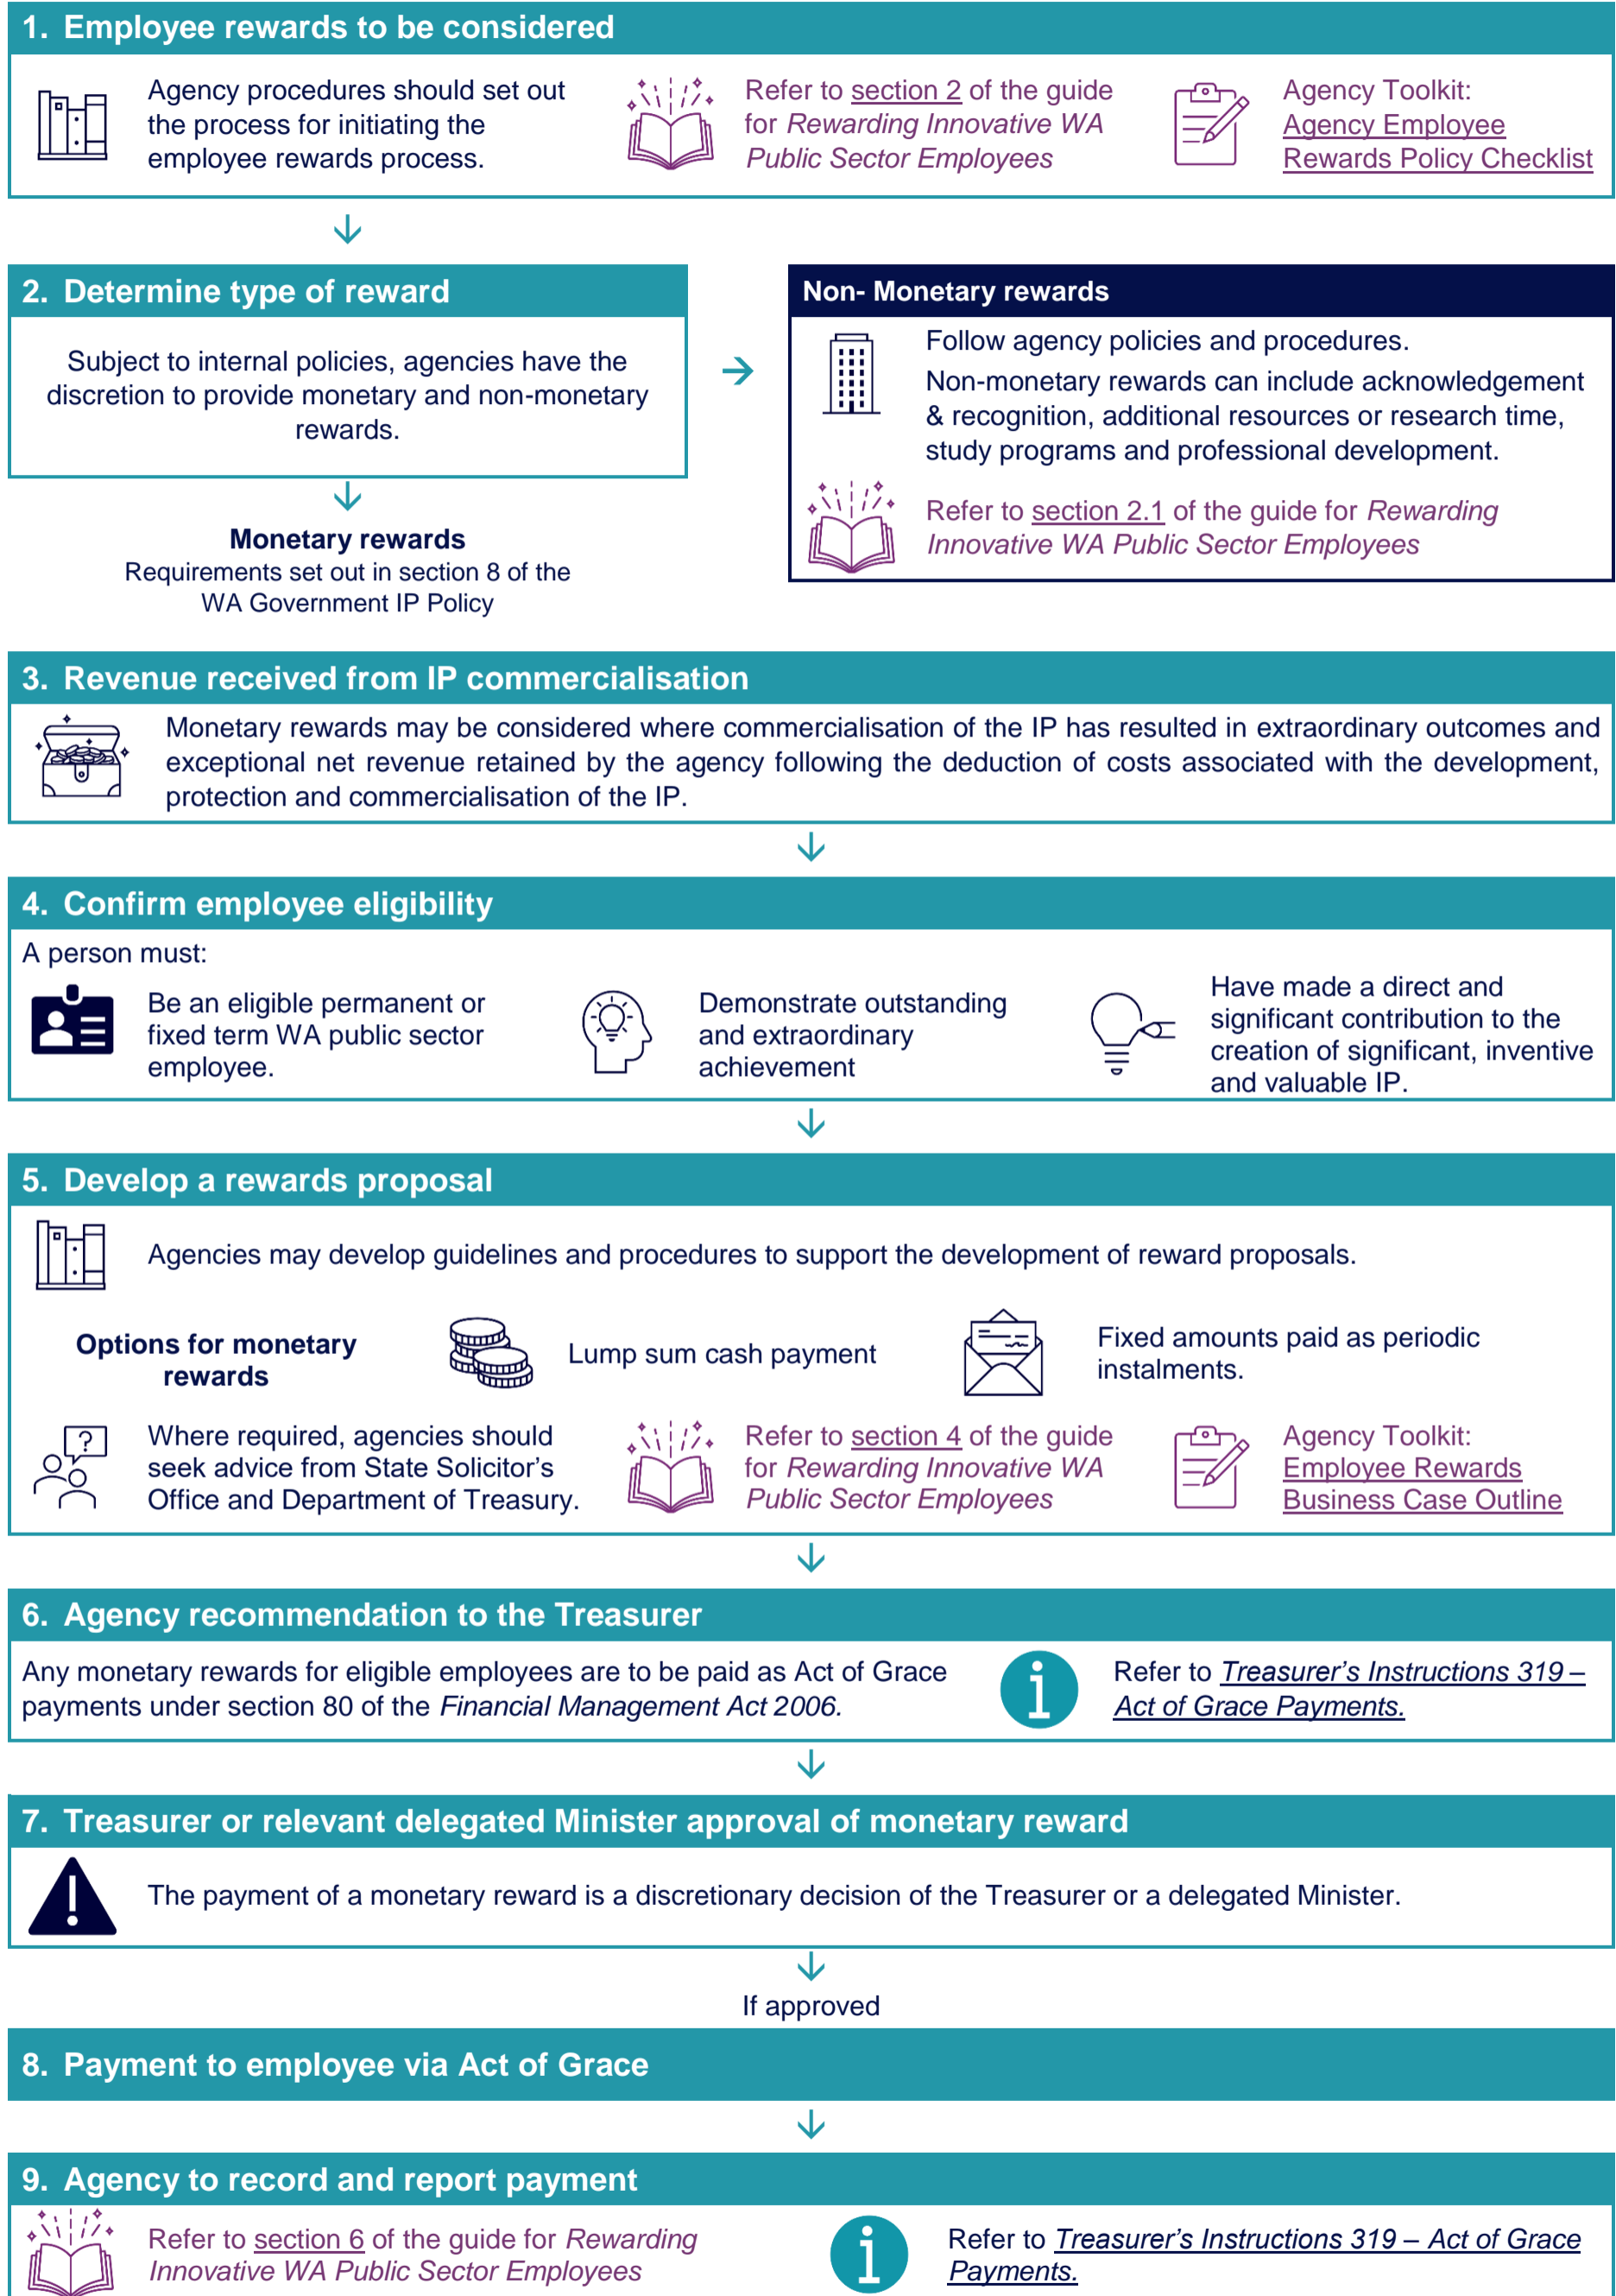 1. Employee rewards to be considered
Agency procedures should set out
the process for initiating the
employee rewards process.
Refer to section 2 of the guide
for Rewarding Innovative WA
Public Sector Employees
Agency Toolkit:
Agency Employee
Rewards Policy Checklist
2. Determine type of reward
Subject to internal policies, agencies have the
discretion to provide monetary and non-monetary
rewards.
Non- Monetary rewards
Follow agency policies and procedures.
Non-monetary rewards can include acknowledgement
& recognition, additional resources or research time,
study programs and professional development.
Refer to section 2.1 of the guide for Rewarding
Innovative WA Public Sector Employees
Monetary rewards
Requirements set out in section 8 of the
WA Government IP Policy
3. Revenue received from IP commercialisation
Monetary rewards may be considered where commercialisation of the IP has resulted in extraordinary outcomes and
exceptional net revenue retained by the agency following the deduction of costs associated with the development,
protection and commercialisation of the IP.
4. Confirm employee eligibility
A person must:
Be an eligible permanent or
fixed term WA public sector
employee.
Demonstrate outstanding
and extraordinary
achievement
Have made a direct and
significant contribution to the
creation of significant, inventive
and valuable IP.
5. Develop a rewards proposal
Agencies may develop guidelines and procedures to support the development of reward proposals.
Options for monetary
rewards
Lump sum cash payment
Fixed amounts paid as periodic
instalments.
?
Where required, agencies should
seek advice from State Solicitor's
Office and Department of Treasury.
Refer to section 4 of the guide
for Rewarding Innovative WA
Public Sector Employees
Agency Toolkit:
Employee Rewards
Business Case Outline
6. Agency recommendation to the Treasurer
Any monetary rewards for eligible employees are to be paid as Act of Grace
payments under section 80 of the Financial Management Act 2006.
i
Refer to Treasurer's Instructions 319 –
Act of Grace Payments.
7. Treasurer or relevant delegated Minister approval of monetary reward
!
The payment of a monetary reward is a discretionary decision of the Treasurer or a delegated Minister.
If approved
8. Payment to employee via Act of Grace
9. Agency to record and report payment
Refer to section 6 of the guide for Rewarding
Innovative WA Public Sector Employees
i
Refer to Treasurer's Instructions 319 – Act of Grace
Payments.